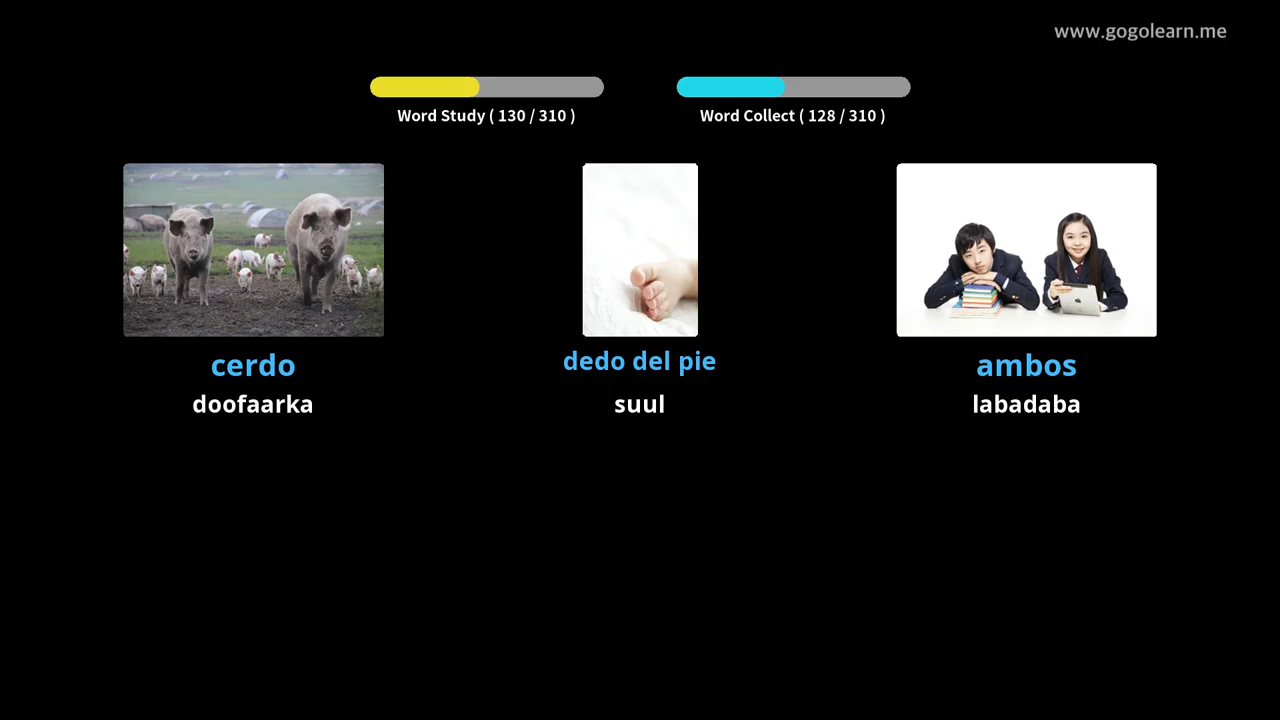 www.gogolearn.me
Word Study ( 130 / 310 )
Word Collect ( 128 / 310 )
cerdo
dedo del pie
ambos
doofaarka
suul
labadaba